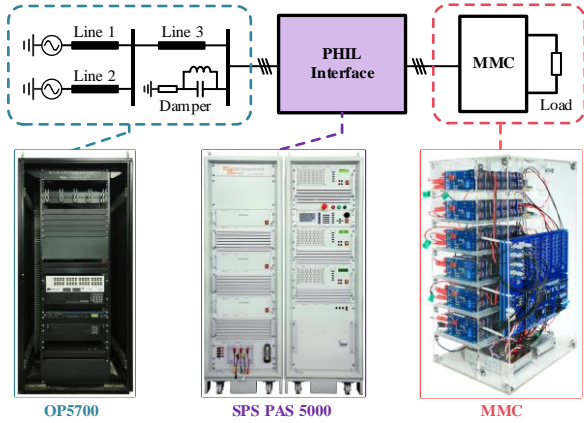 Line 1
Line 3
Line 2
Damper
PHIL
Interface
MMC
Load
OP5700
SPS PAS 5000
MMC